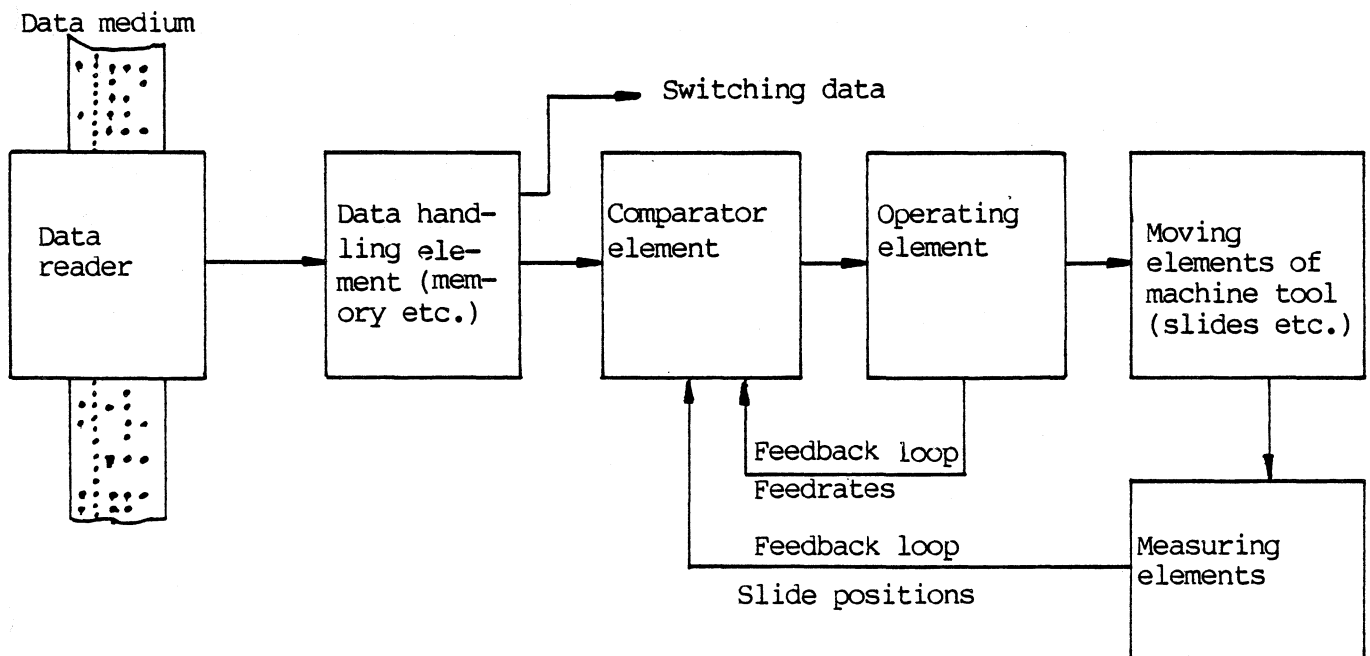 Data medium
Switching data
Data
reader
Data hand-
ling ele-
ment (mem-
ory etc.)
Comparator
element
Operating
element
Moving
elements of
machine tool
(slides etc.)
Feedback loop
Feedrates
Feedback loop
Slide positions
Measuring
elements